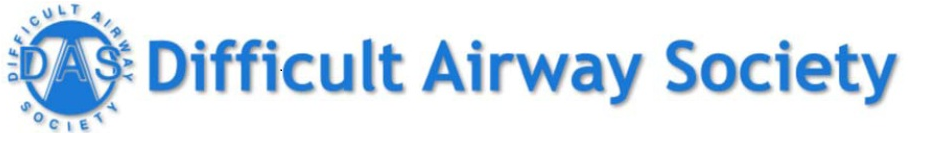 DIFFICULT AIRWAY
DAS
SOCIETY
Difficult Airway Society